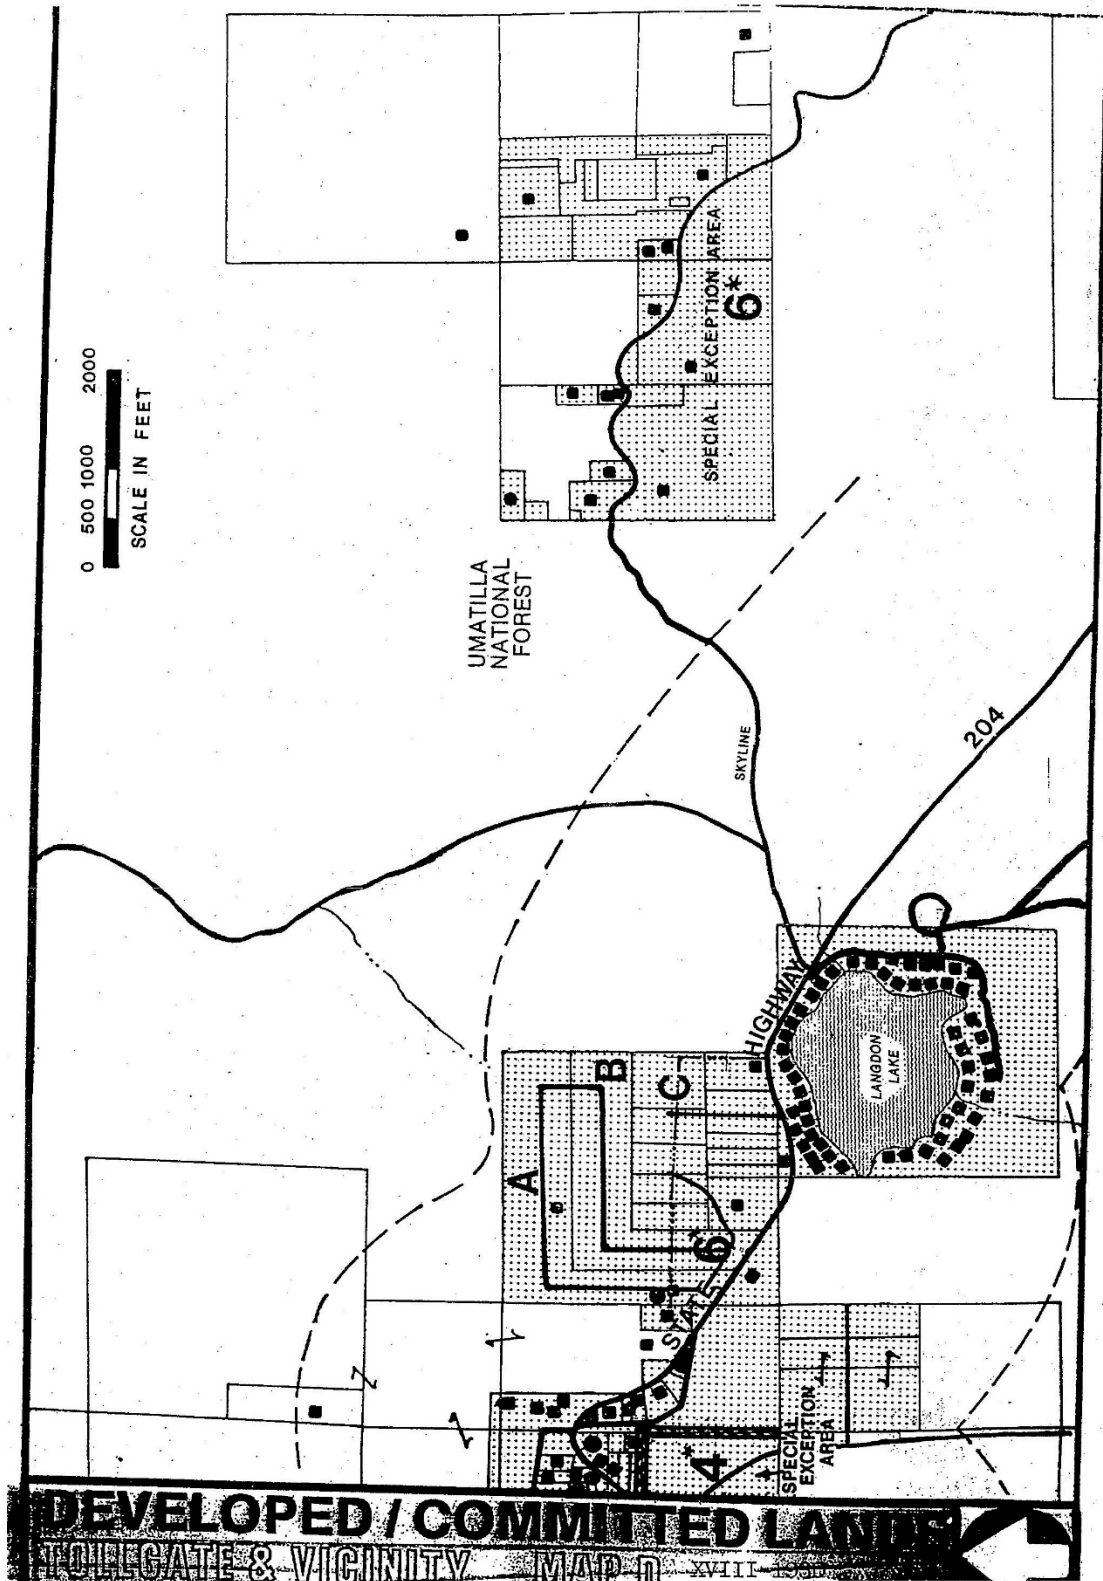 0 500 1000 2000
SCALE IN FEET
UMATILLA
NATIONAL
FOREST
SPECIAL EXCEPTION AREA
6*
SKYLINE
204
HIGHWAY
STATE
A
B
C
6*
LANGDON
LAKE
4*
SPECIAL
EXCEPTION
AREA
DEVELOPED / COMMITTED LANDS
TOLLGATE & VICINITY MAP D XVIII